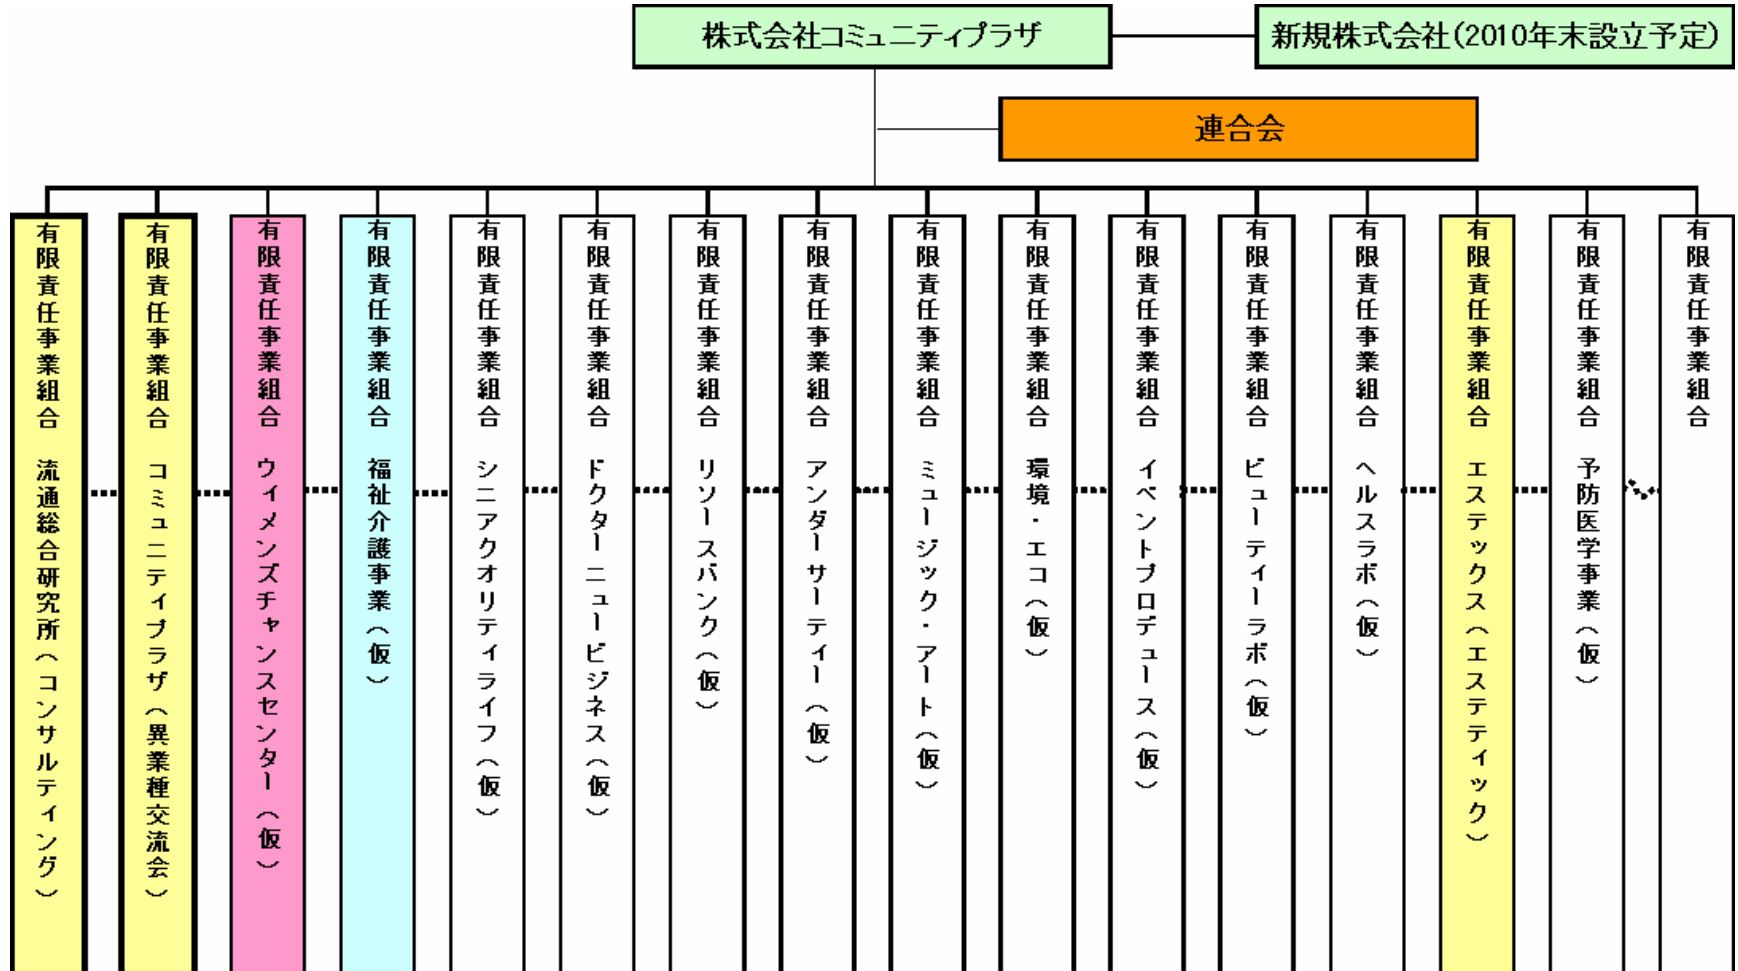 株式会社コミュニティプラザ
新規株式会社(2010年末設立予定)
連合会
有限責任事業組合 流通総合研究所(コンサルティング)
有限責任事業組合 コミュニティプラザ(異業種交流会)
有限責任事業組合 ウィメンズチャンスセンター(仮)
有限責任事業組合 福祉介護事業(仮)
有限責任事業組合 シニアクオリティライフ(仮)
有限責任事業組合 ドクターニュービジネス(仮)
有限責任事業組合 リソースバンク(仮)
有限責任事業組合 アンダーサーティー(仮)
有限責任事業組合 ミュージック・アート(仮)
有限責任事業組合 環境・エコ(仮)
有限責任事業組合 イベントプロデュース(仮)
有限責任事業組合 ビューティーラボ(仮)
有限責任事業組合 ヘルスラボ(仮)
有限責任事業組合 エステックス(エステティック)
有限責任事業組合 予防医学事業(仮)
有限責任事業組合